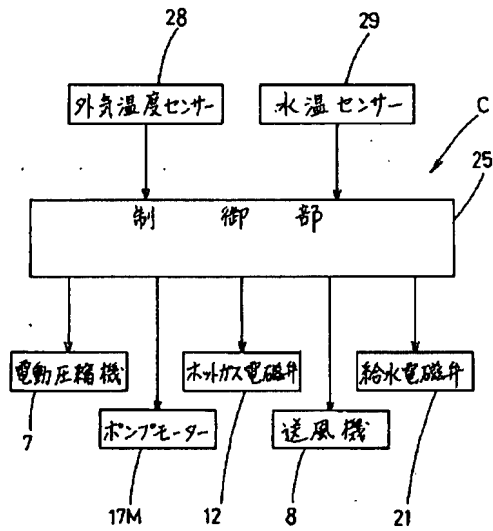 28
29
外気温度センサー
水温センサー
C
25
制御部
電動圧縮機
ホットガス電磁弁
給水電磁弁
7
ポンプモーター
送風機
17M
12
8
21